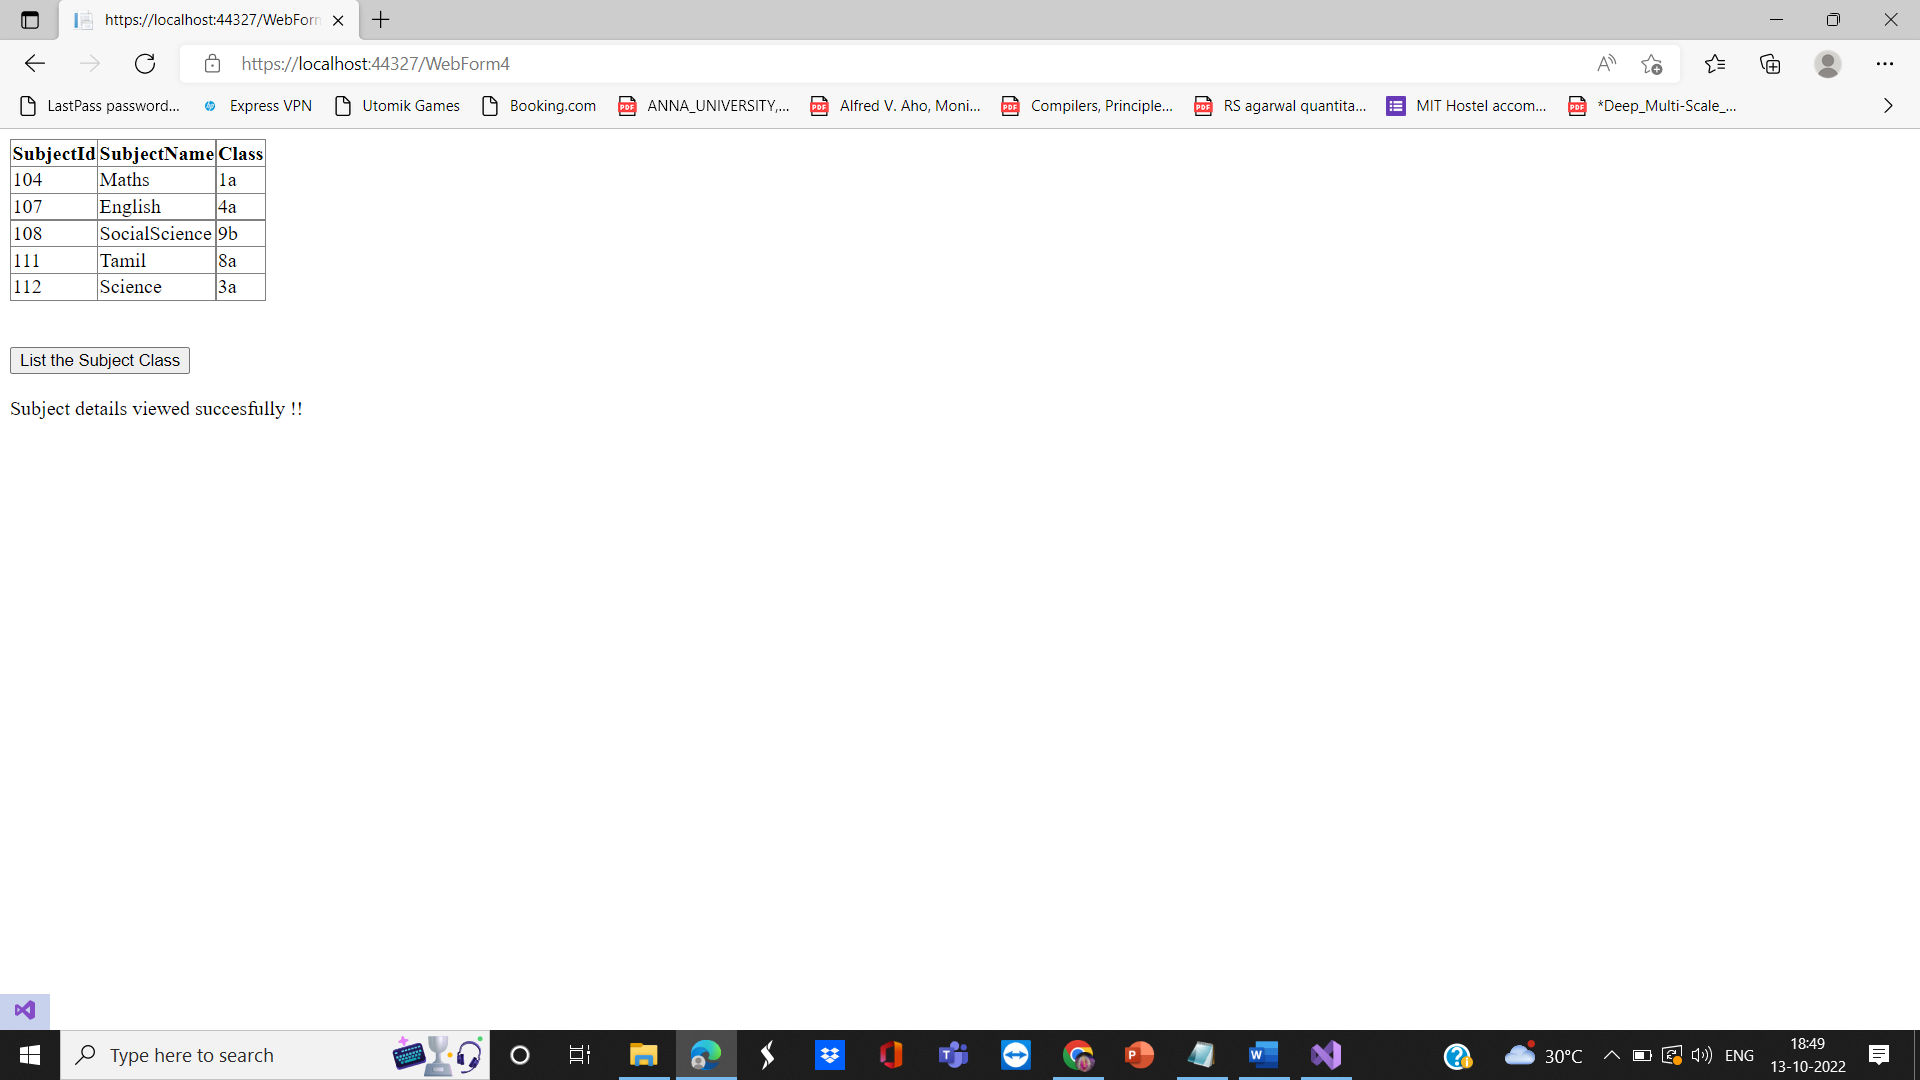 https://localhost:44327/WebForm
https://localhost:44327/WebForm4
LastPass password... Express VPN Utomik Games Booking.com ANNA_UNIVERSITY,... Alfred V. Aho, Moni... Compilers, Principle... RS agarwal quantita... MIT Hostel accom... *Deep_Multi-Scale_...
SubjectId SubjectName Class
104 Maths 1a
107 English 4a
108 SocialScience 9b
111 Tamil 8a
112 Science 3a
List the Subject Class
Subject details viewed succesfully !!
Type here to search 30°C ENG 18:49
13-10-2022